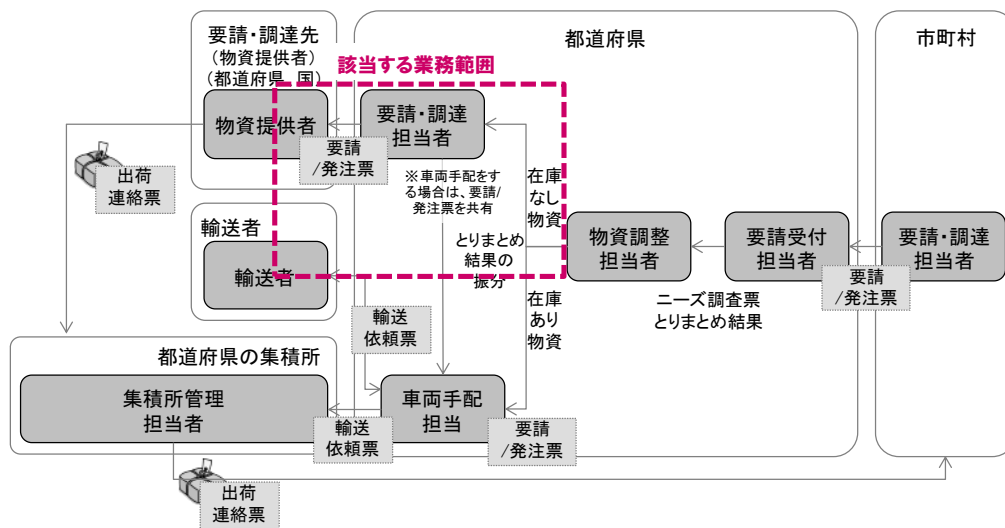 要請・調達先
(物資提供者)
(都道府県 国)
都道府県
市町村
該当する業務範囲
物資提供者
要請・調達
担当者
要請
/発注票
出荷
連絡票
※車両手配をす
る場合は、要請/
発注票を共有
在庫
なし
物資
輸送者
輸送者
とりまとめ
結果の
振分
物資調整
担当者
要請受付
担当者
要請・調達
担当者
要請
/発注票
ニーズ調査票
とりまとめ結果
在庫
あり
物資
輸送
依頼票
都道府県の集積所
集積所管理
担当者
車両手配
担当
輸送
依頼票
要請
/発注票
出荷
連絡票